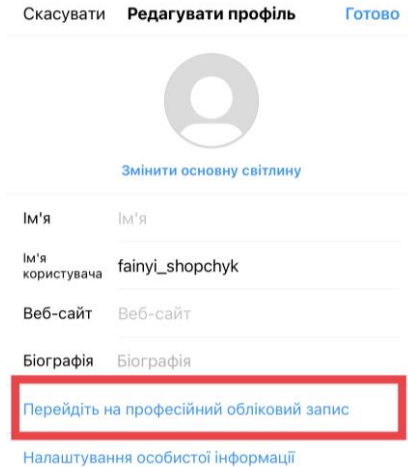 Скасувати Редагувати профіль Готово
Змінити основну світлину
Ім'я Ім'я
Ім'я
користувача fainyi_shopchyk
Веб-сайт Веб-сайт
Біографія Біографія
Перейдіть на професійний обліковий запис
Налаштування особистої інформації